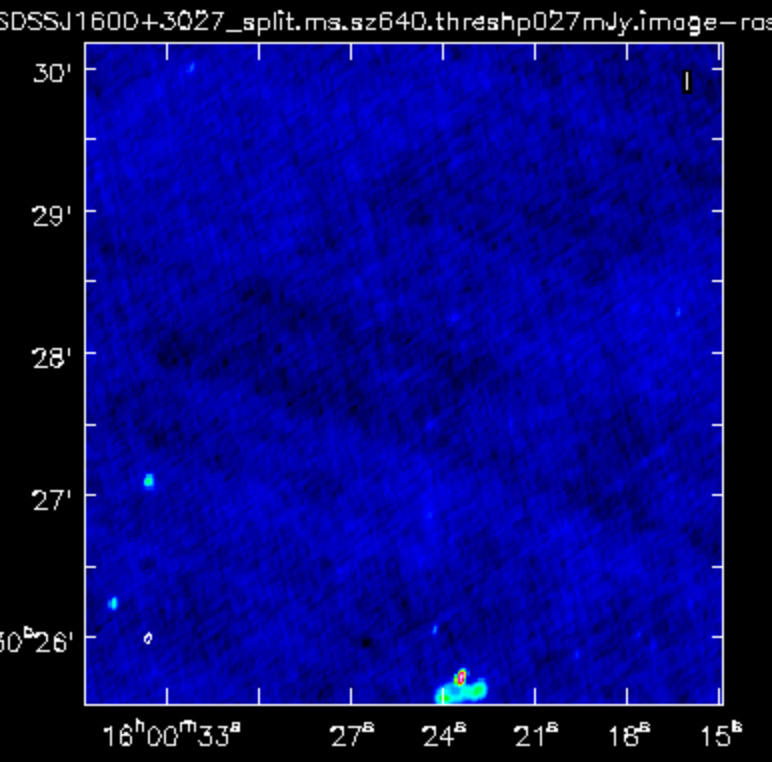 SDSSJ1600+3027_split.ms.sz640.threshp027mJy.image-ras
I
30'
29'
28'
27'
30°26'
16h00m33s 27s 24s 21s 18s 15s